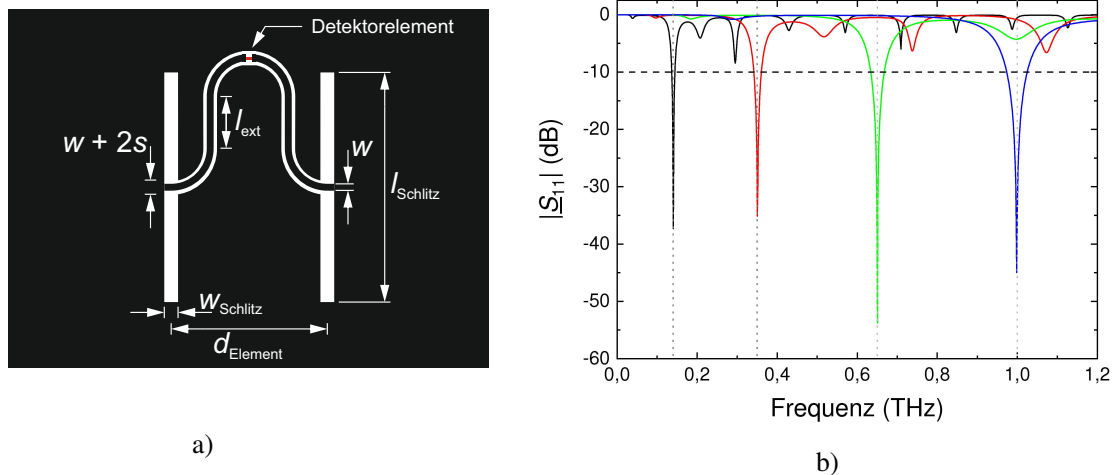 Detektorelement
l_ext
w + 2s
w
l_Schlitz
w_Schlitz
d_Element
a)
0
-10
-20
-30
-40
-50
-60
|S_11| (dB)
0,0 0,2 0,4 0,6 0,8 1,0 1,2
Frequenz (THz)
b)